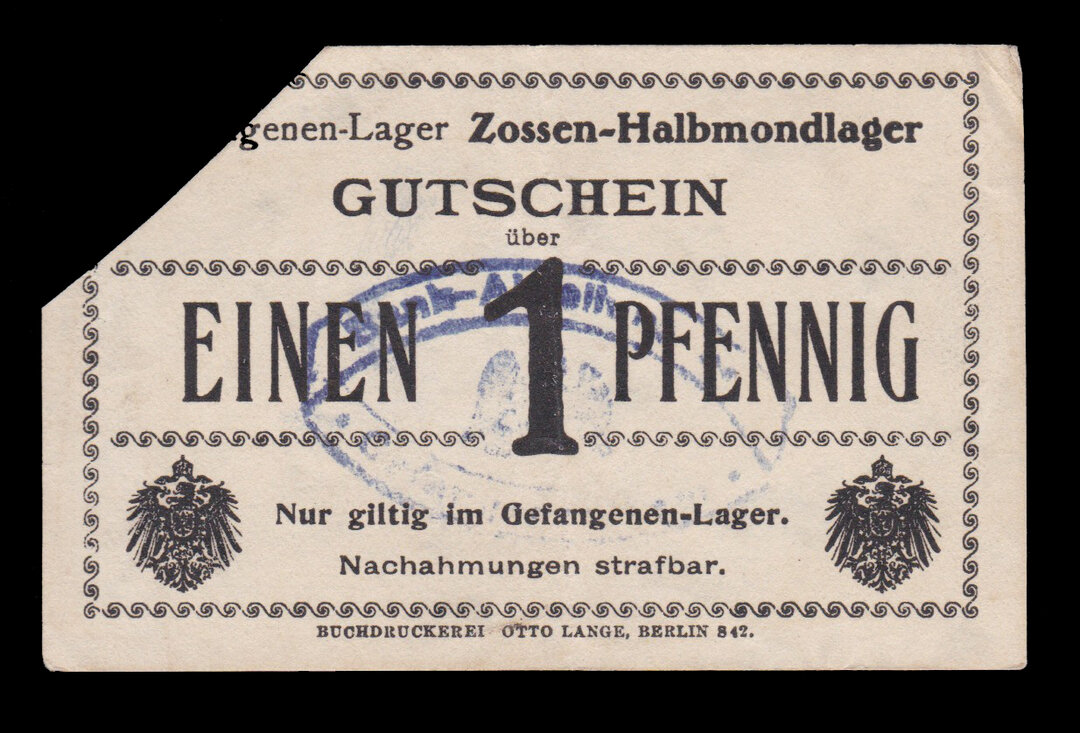 genen-Lager Zossen-Halbmondlager
GUTSCHEIN
über
EINEN 1 PFENNIG
Nur giltig im Gefangenen-Lager.
Nachahmungen strafbar.
BUCHDRUCKEREI OTTO LANGE, BERLIN S42.